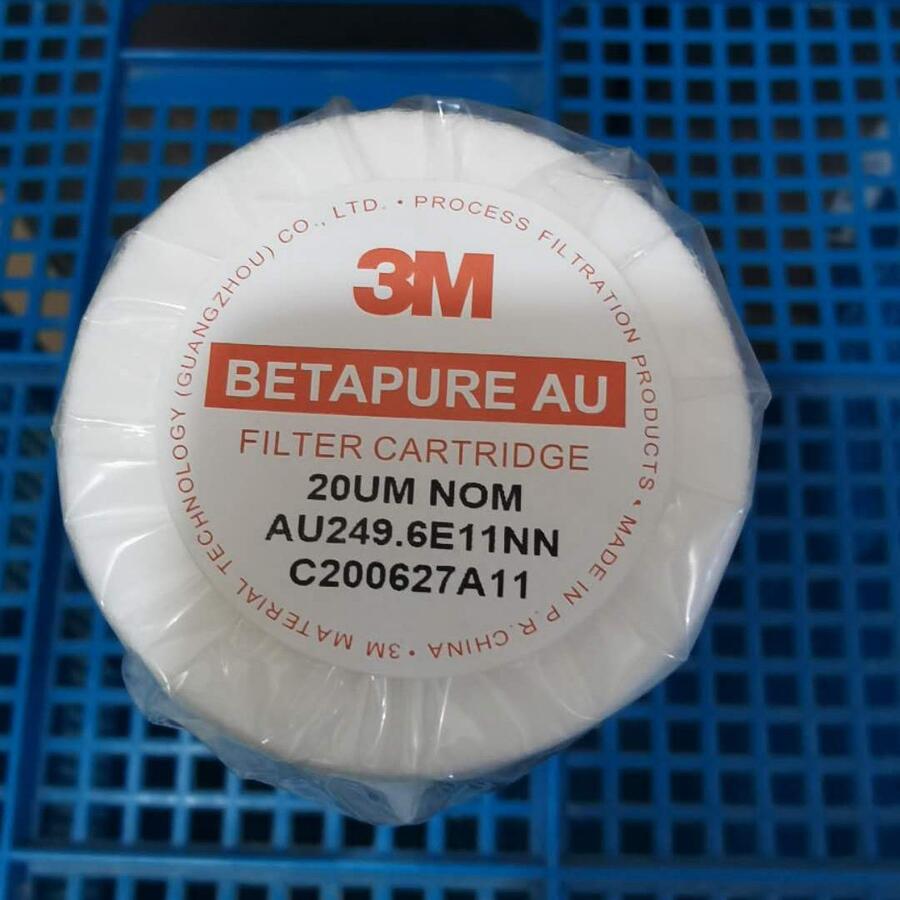 3M
BETAPURE AU
FILTER CARTRIDGE
20UM NOM
AU249.6E11NN
C200627A11
3M MATERIAL TECHNOLOGY (GUANGZHOU) CO., LTD. • PROCESS FILTRATION PRODUCTS • MADE IN P.R.CHINA •